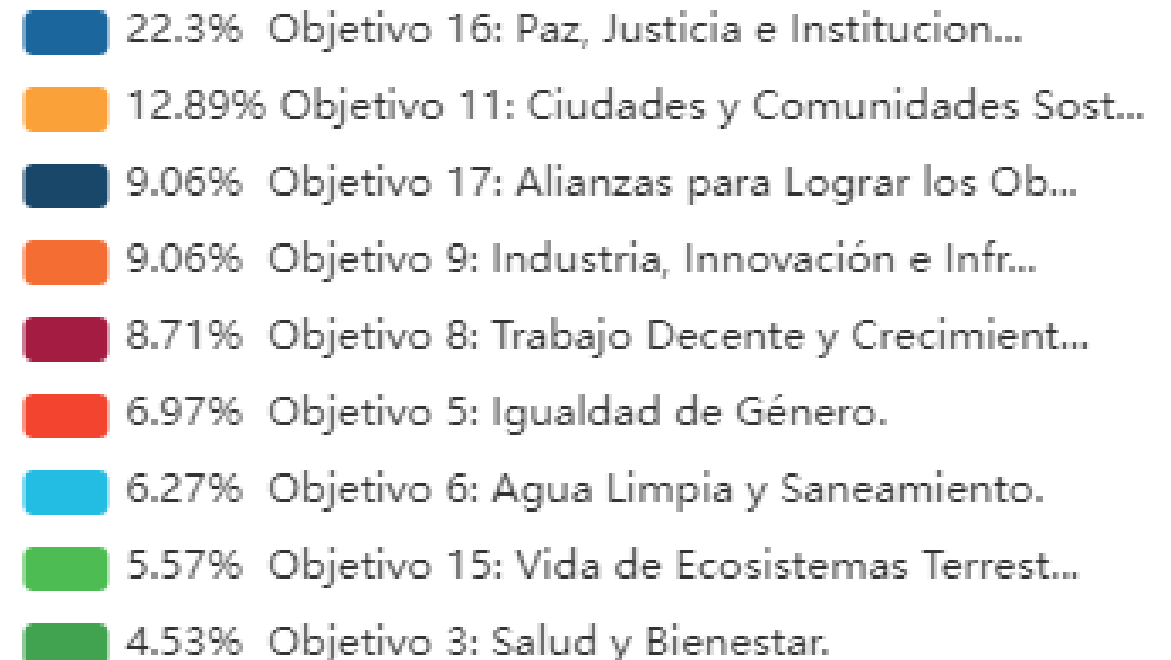 22.3% Objetivo 16: Paz, Justicia e Institucion...
12.89% Objetivo 11: Ciudades y Comunidades Sost...
9.06% Objetivo 17: Alianzas para Lograr los Ob...
9.06% Objetivo 9: Industria, Innovación e Infr...
8.71% Objetivo 8: Trabajo Decente y Crecimient...
6.97% Objetivo 5: Igualdad de Género.
6.27% Objetivo 6: Agua Limpia y Saneamiento.
5.57% Objetivo 15: Vida de Ecosistemas Terrest...
4.53% Objetivo 3: Salud y Bienestar.